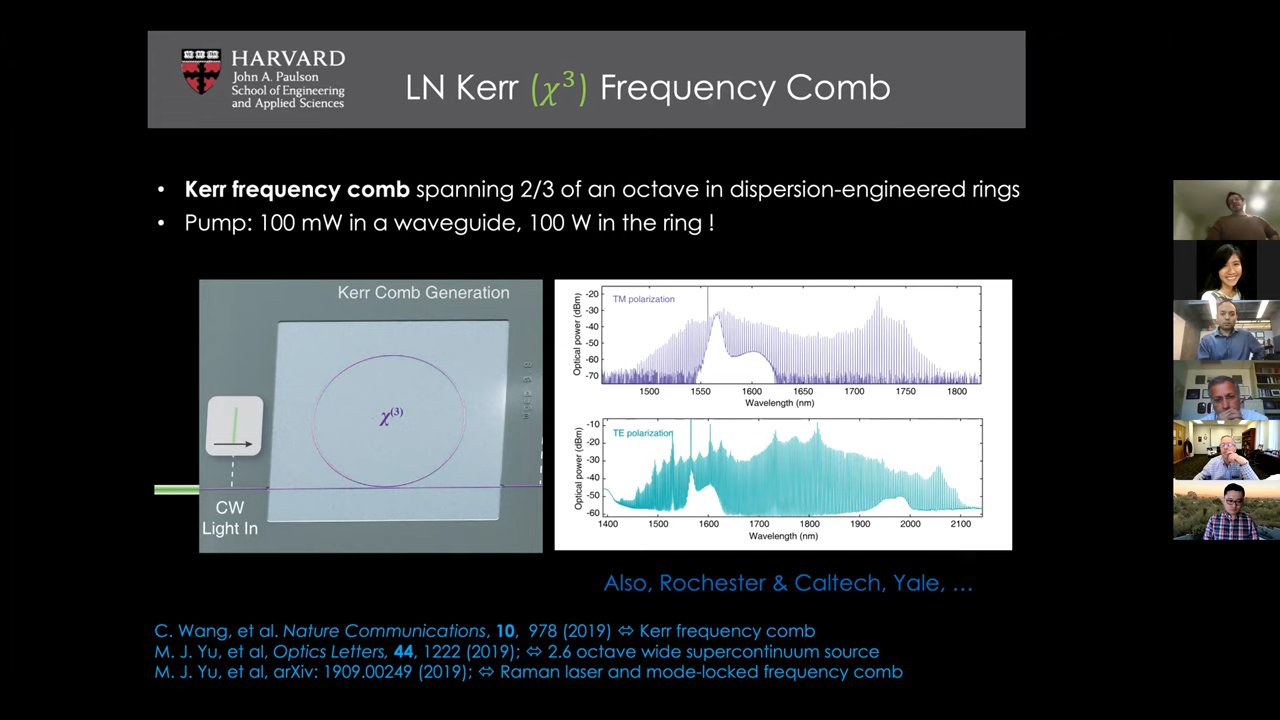 HARVARD
John A. Paulson
School of Engineering
and Applied Sciences
LN Kerr (χ³) Frequency Comb
• Kerr frequency comb spanning 2/3 of an octave in dispersion-engineered rings
• Pump: 100 mW in a waveguide, 100 W in the ring !
Kerr Comb Generation
χ⁽³⁾
CW
Light In
TM polarization
Optical power (dBm)
-20
-30
-40
-50
-60
-70
1500 1550 1600 1650 1700 1750 1800
Wavelength (nm)
TE polarization
Optical power (dBm)
-10
-20
-30
-40
-50
-60
1400 1500 1600 1700 1800 1900 2000 2100
Wavelength (nm)
Also, Rochester & Caltech, Yale, …
C. Wang, et al. Nature Communications, 10, 978 (2019) ⇔ Kerr frequency comb
M. J. Yu, et al, Optics Letters, 44, 1222 (2019); ⇔ 2.6 octave wide supercontinuum source
M. J. Yu, et al, arXiv: 1909.00249 (2019); ⇔ Raman laser and mode-locked frequency comb